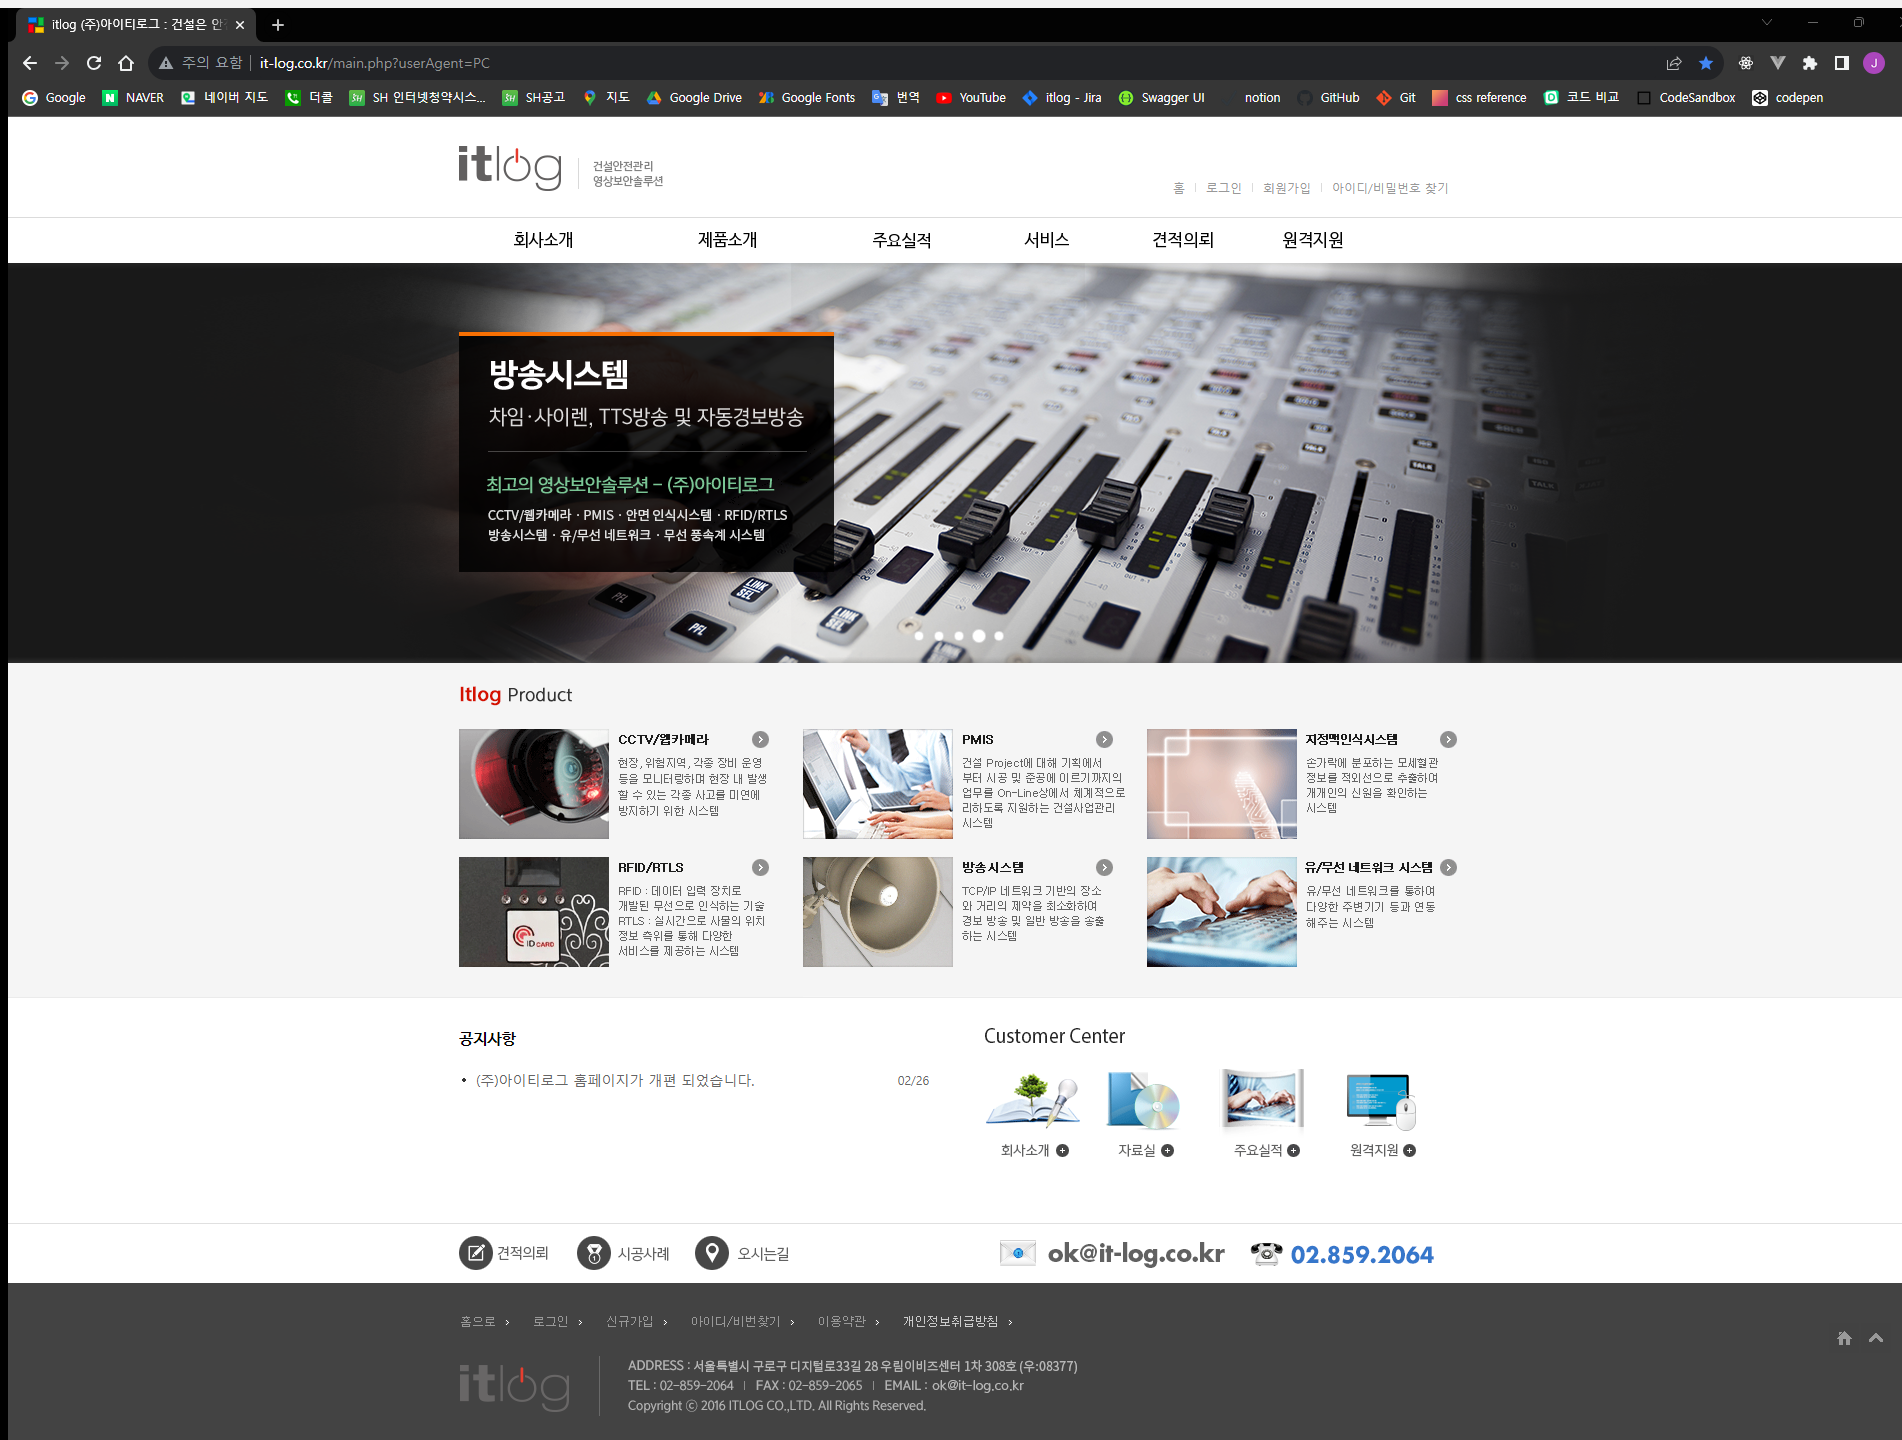 itlog (주)아이티로그 : 건설은 안
주의 요함 it-log.co.kr/main.php?userAgent=PC
J
Google NAVER 네이버 지도 더콜 SH 인터넷청약시스... SH공고 지도 Google Drive Google Fonts 번역 YouTube itlog - Jira Swagger UI notion GitHub Git css reference 코드 비교 CodeSandbox codepen
itlog 건설안전관리
영상보안솔루션
홈 로그인 회원가입 아이디/비밀번호 찾기
회사소개 제품소개 주요실적 서비스 견적의뢰 원격지원
방송시스템
차임·사이렌, TTS방송 및 자동경보방송
최고의 영상보안솔루션 - (주)아이티로그
CCTV/웹카메라 · PMIS · 안면 인식시스템 · RFID/RTLS
방송시스템 · 유/무선 네트워크 · 무선 풍속계 시스템
LINK SEL
PFL
PFL
LINK SEL
TALK
Itlog Product
CCTV/웹카메라
현장, 위험지역, 각종 장비 운영
등을 모니터링하며 현장 내 발생
할 수 있는 각종 사고를 미연에
방지하기 위한 시스템
PMIS
건설 Project에 대해 기획에서
부터 시공 및 준공에 이르기까지의
업무를 On-Line상에서 체계적으로
리하도록 지원하는 건설사업관리
시스템
지정맥인식시스템
손가락에 분포하는 모세혈관
정보를 적외선으로 추출하여
개개인의 신원을 확인하는
시스템
ID CARD
RFID/RTLS
RFID : 데이터 입력 장치로
개발된 무선으로 인식하는 기술
RTLS : 실시간으로 사물의 위치
정보 측위를 통해 다양한
서비스를 제공하는 시스템
방송시스템
TCP/IP 네트워크 기반의 장소
와 거리의 제약을 최소화하여
경보 방송 및 일반 방송을 송출
하는 시스템
유/무선 네트워크 시스템
유/무선 네트워크를 통하여
다양한 주변기기 등과 연동
해주는 시스템
공지사항
(주)아이티로그 홈페이지가 개편 되었습니다. 02/26
Customer Center
회사소개 자료실 주요실적 원격지원
견적의뢰 시공사례 오시는길
ok@it-log.co.kr 02.859.2064
홈으로 로그인 신규가입 아이디/비번찾기 이용약관 개인정보취급방침
itlog
ADDRESS : 서울특별시 구로구 디지털로33길 28 우림이비즈센터 1차 308호 (우:08377)
TEL : 02-859-2064 | FAX : 02-859-2065 | EMAIL : ok@it-log.co.kr
Copyright ⓒ 2016 ITLOG CO.,LTD. All Rights Reserved.